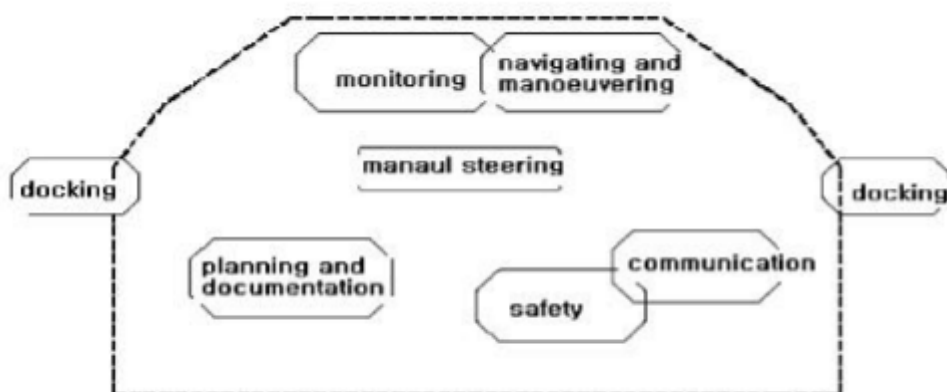 monitoring
navigating and
manoeuvering
manaul steering
docking
docking
planning and
documentation
communication
safety